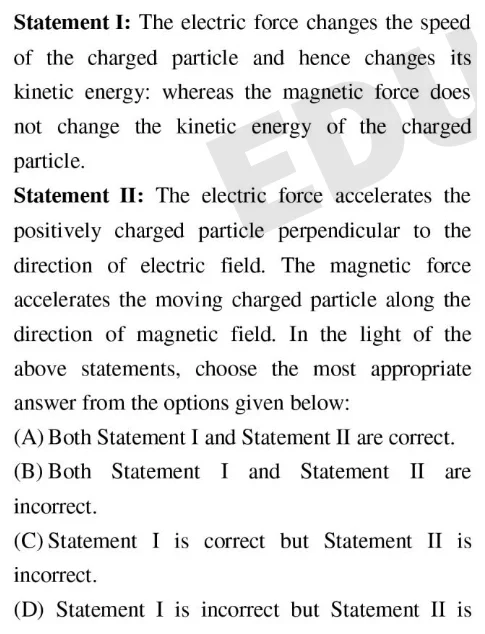 Statement I: The electric force changes the speed
of the charged particle and hence changes its
kinetic energy: whereas the magnetic force does
not change the kinetic energy of the charged
particle.
Statement II: The electric force accelerates the
positively charged particle perpendicular to the
direction of electric field. The magnetic force
accelerates the moving charged particle along the
direction of magnetic field. In the light of the
above statements, choose the most appropriate
answer from the options given below:
(A) Both Statement I and Statement II are correct.
(B) Both Statement I and Statement II are
incorrect.
(C) Statement I is correct but Statement II is
incorrect.
(D) Statement I is incorrect but Statement II is
EDU